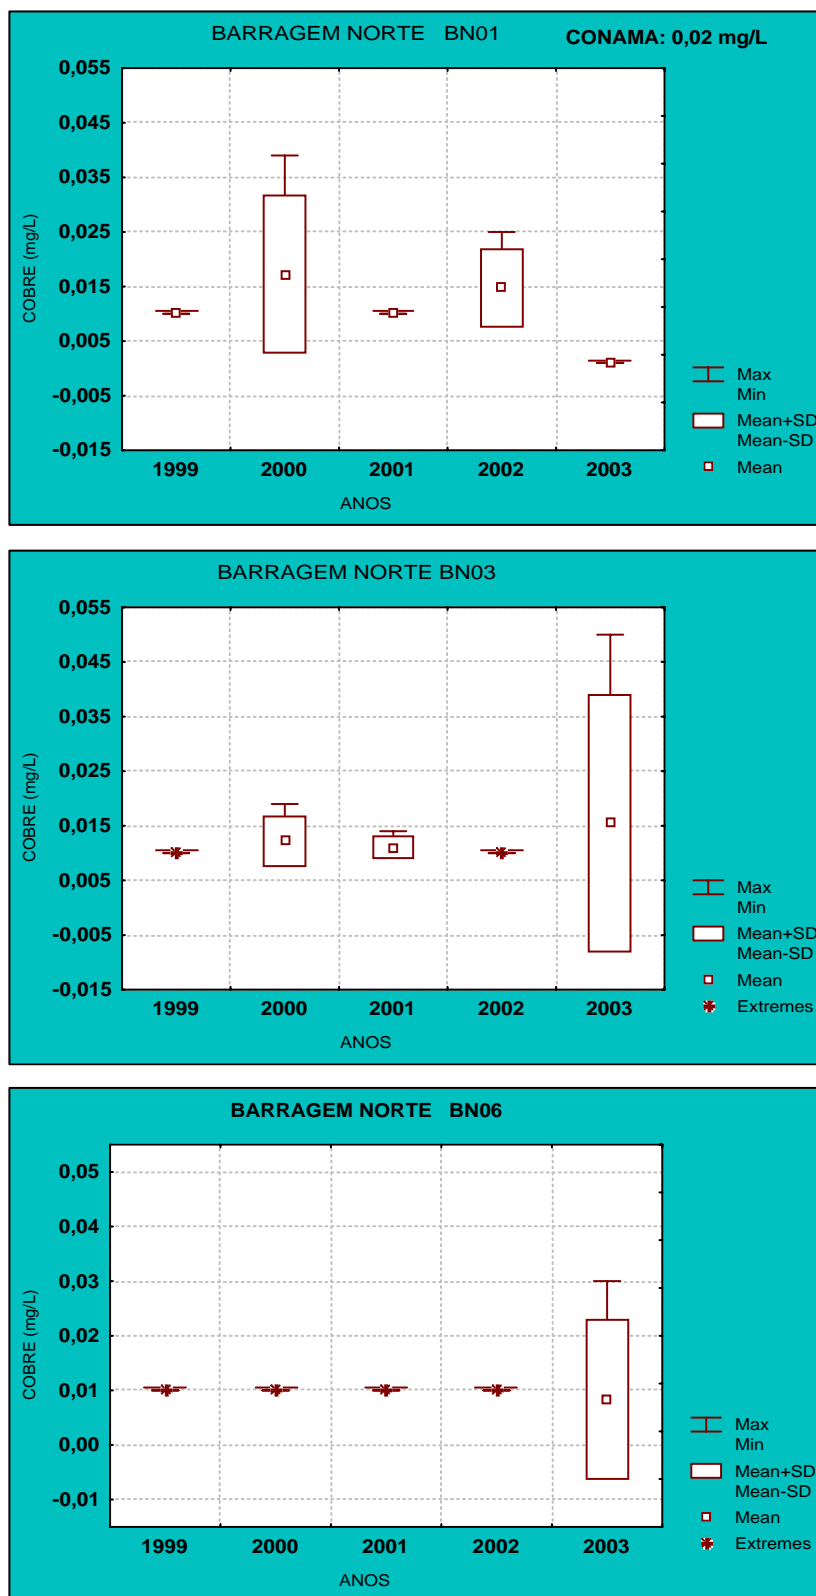 BARRAGEM NORTE BN01
CONAMA: 0,02 mg/L
COBRE (mg/L)
0,055
0,045
0,035
0,025
0,015
0,005
-0,005
-0,015
1999 2000 2001 2002 2003
ANOS
Max
Min
Mean+SD
Mean-SD
Mean
BARRAGEM NORTE BN03
COBRE (mg/L)
0,055
0,045
0,035
0,025
0,015
0,005
-0,005
-0,015
1999 2000 2001 2002 2003
ANOS
Max
Min
Mean+SD
Mean-SD
Mean
Extremes
BARRAGEM NORTE BN06
COBRE (mg/L)
0,05
0,04
0,03
0,02
0,01
0,00
-0,01
1999 2000 2001 2002 2003
ANOS
Max
Min
Mean+SD
Mean-SD
Mean
Extremes